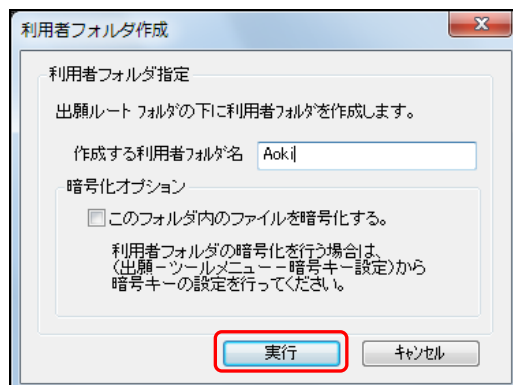 利用者フォルダ作成
利用者フォルダ指定
出願ルート フォルダの下に利用者フォルダを作成します。
作成する利用者フォルダ名 Aoki
暗号化オプション
このフォルダ内のファイルを暗号化する。
利用者フォルダの暗号化を行う場合は、
(出願－ツールメニュー－暗号キー設定)から
暗号キーの設定を行ってください。
実行 キャンセル